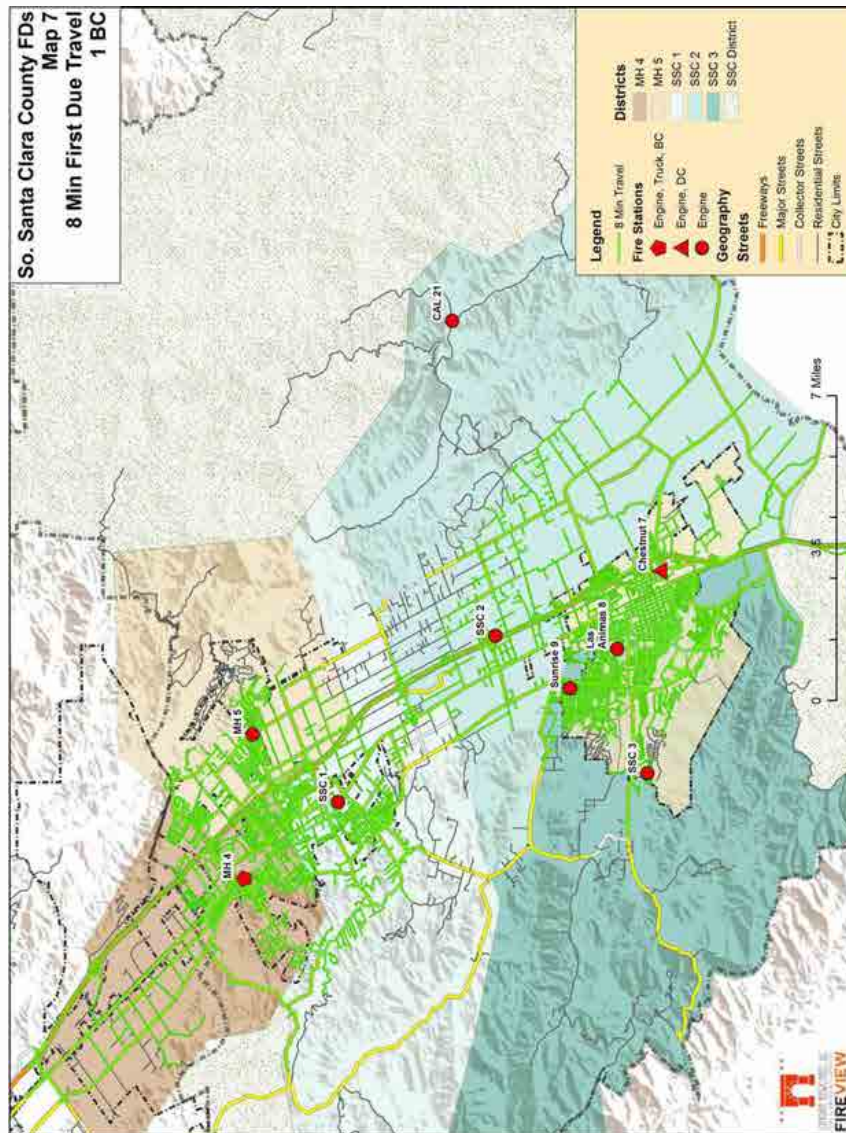 So. Santa Clara County FDs
Map 7
8 Min First Due Travel
1 BC
Legend
8 Min Travel
Fire Stations
Engine, Truck, BC
Engine, DC
Engine
Geography
Streets
Freeways
Major Streets
Collector Streets
Residential Streets
City Limits
Districts
MH 4
MH 5
SSC 1
SSC 2
SSC 3
SSC District
CAL 21
MH 5
MH 4
SSC 1
SSC 2
Chestnut 7
Sunrise 9
Las
Animas 8
SSC 3
0
3.5
7 Miles
FIREVIEW